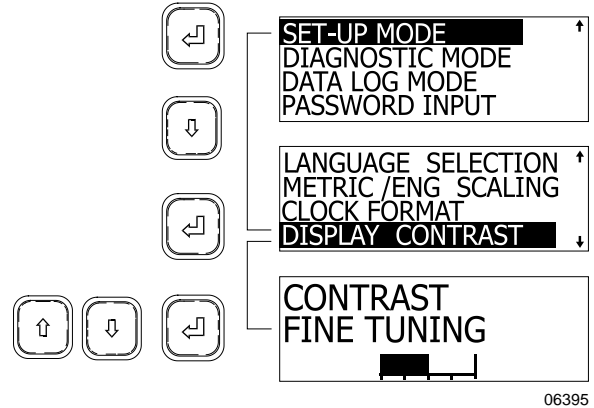 SET-UP MODE
DIAGNOSTIC MODE
DATA LOG MODE
PASSWORD INPUT
LANGUAGE SELECTION
METRIC /ENG SCALING
CLOCK FORMAT
DISPLAY CONTRAST
CONTRAST
FINE TUNING
06395